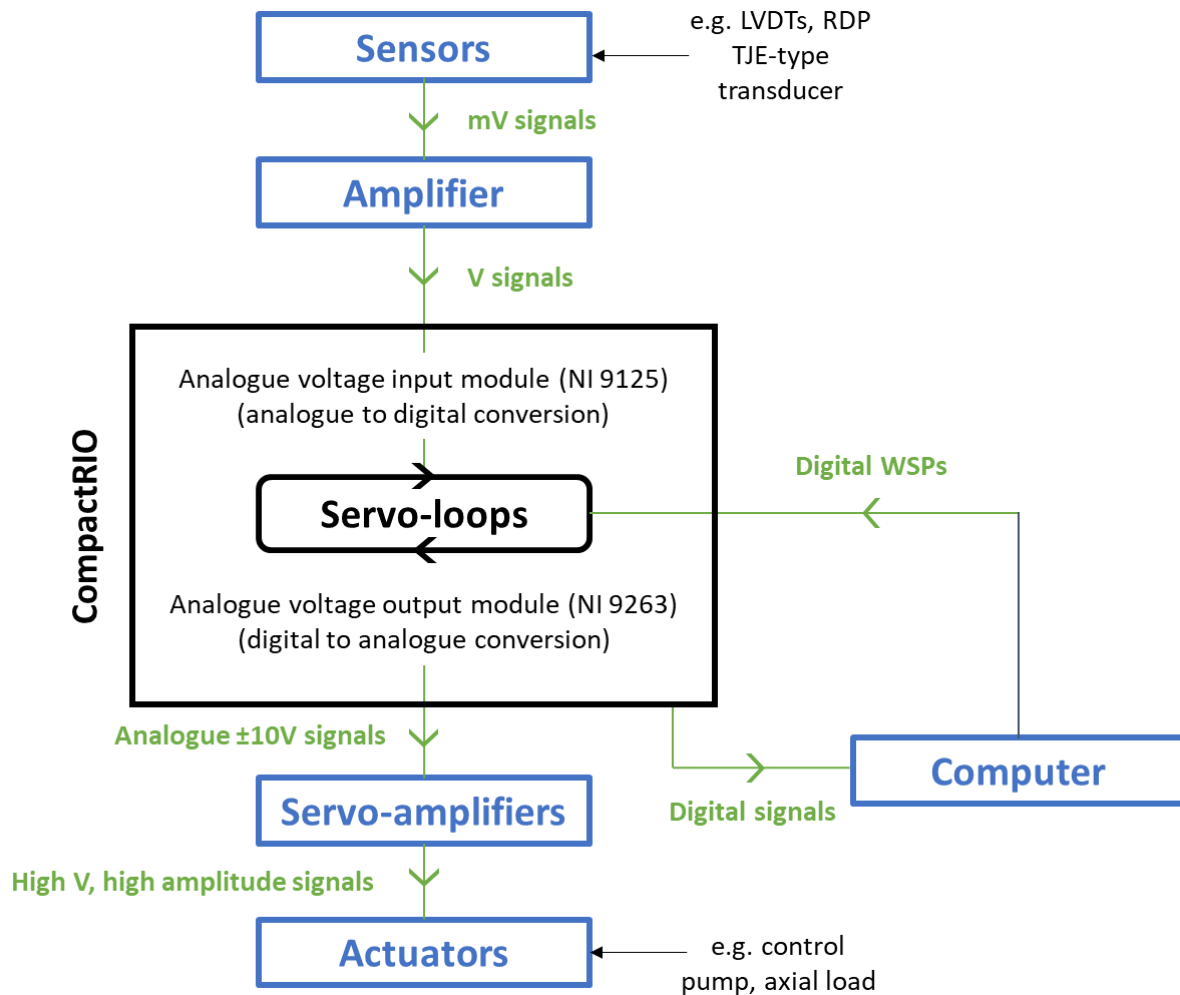 Sensors
e.g. LVDTs, RDP
TJE-type
transducer
mV signals
Amplifier
V signals
Analogue voltage input module (NI 9125)
(analogue to digital conversion)
CompactRIO
Servo-loops
Digital WSPs
Analogue voltage output module (NI 9263)
(digital to analogue conversion)
Analogue ±10V signals
Computer
Servo-amplifiers
Digital signals
High V, high amplitude signals
Actuators
e.g. control
pump, axial load